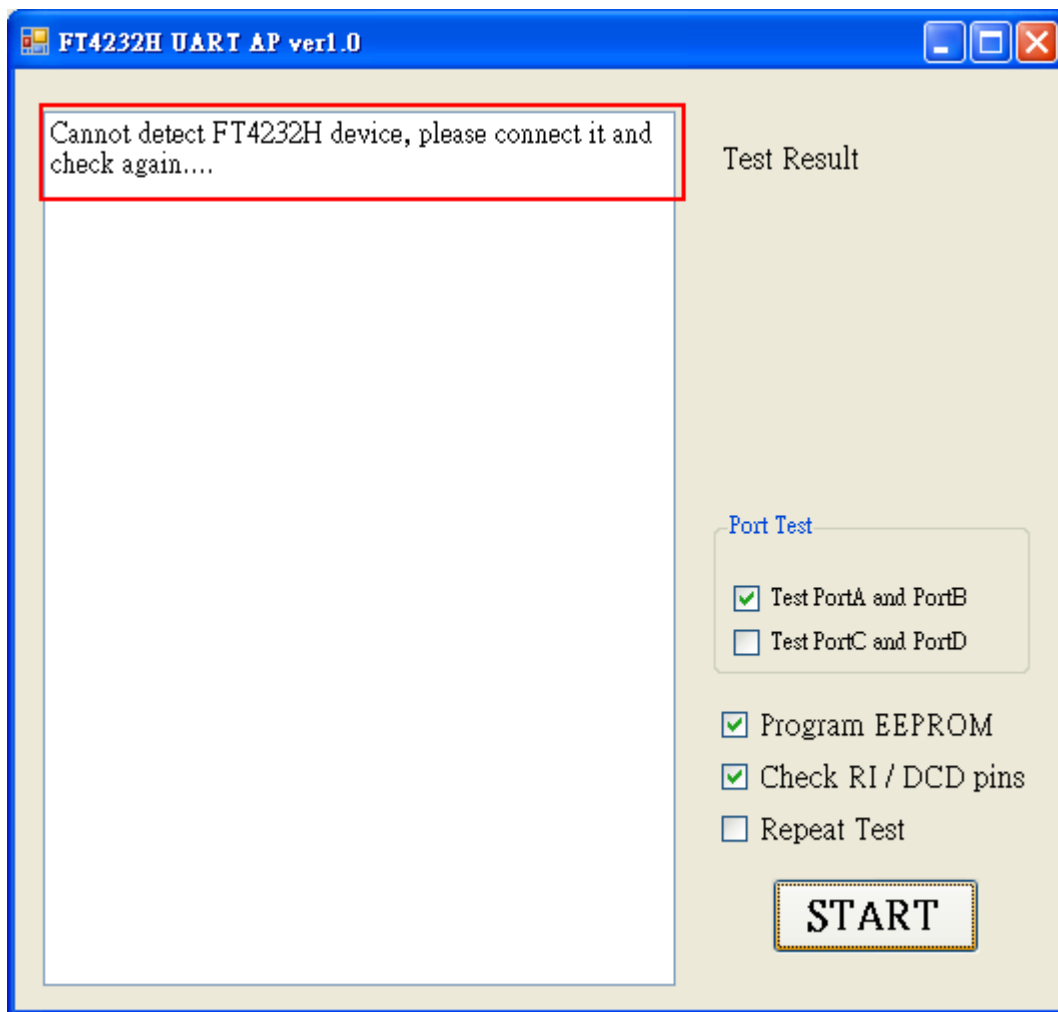 FT4232H UART AP ver1.0
Cannot detect FT4232H device, please connect it and
check again....
Test Result
Port Test
Test PortA and PortB
Test PortC and PortD
Program EEPROM
Check RI / DCD pins
Repeat Test
START